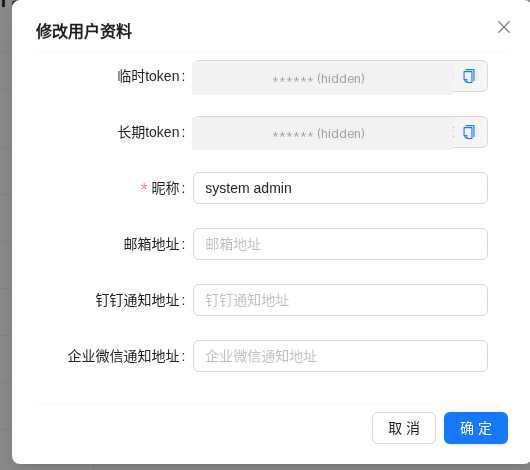 修改用户资料
临时token: ****** (hidden)
长期token: ****** (hidden)
* 昵称: system admin
邮箱地址: 邮箱地址
钉钉通知地址: 钉钉通知地址
企业微信通知地址: 企业微信通知地址
取 消 确 定